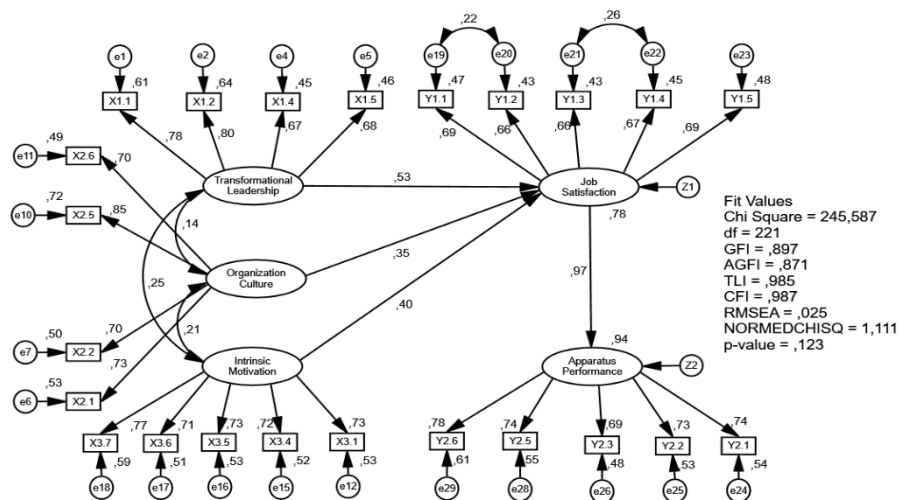 ,22
,26
e1
e2
e4
e5
e19
e20
e21
e22
e23
,61
,64
,45
,46
,47
,43
,43
,45
,48
X1.1
X1.2
X1.4
X1.5
Y1.1
Y1.2
Y1.3
Y1.4
Y1.5
,78
,80
,67
,68
,69
,66
,66
,67
,69
,49
e11
X2.6
,70
Transformational
Leadership
,53
Job
Satisfaction
Z1
,78
,72
e10
X2.5
,85
,14
,35
Organization
Culture
,25
,21
,40
,97
,50
e7
X2.2
,70
,73
,53
e6
X2.1
Intrinsic
Motivation
,94
Apparatus
Performance
Z2
,77
,71
,73
,72
,73
X3.7
X3.6
X3.5
X3.4
X3.1
,59
,51
,53
,52
,53
e18
e17
e16
e15
e12
,78
,74
,69
,73
,74
Y2.6
Y2.5
Y2.3
Y2.2
Y2.1
,61
,55
,48
,53
,54
e29
e28
e26
e25
e24
Fit Values
Chi Square = 245,587
df = 221
GFI = ,897
AGFI = ,871
TLI = ,985
CFI = ,987
RMSEA = ,025
NORMEDCHISQ = 1,111
p-value = ,123